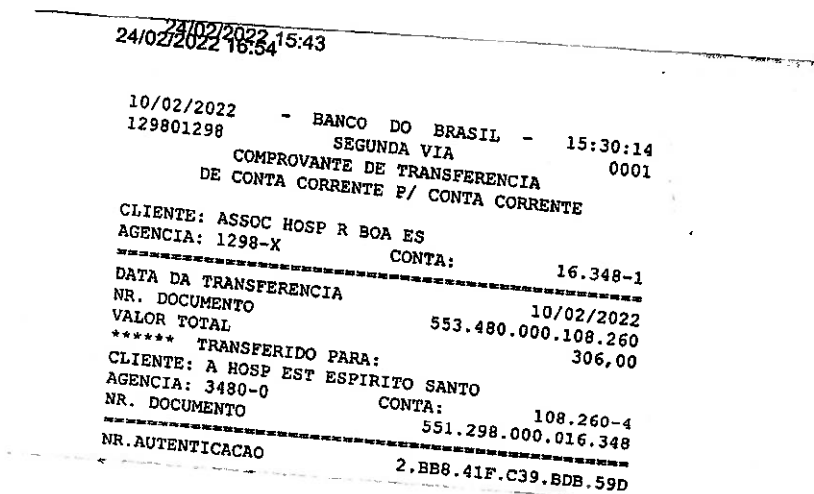 24/02/2022 15:43
24/02/2022 16:54
10/02/2022 - BANCO DO BRASIL - 15:30:14
129801298 SEGUNDA VIA 0001
COMPROVANTE DE TRANSFERENCIA
DE CONTA CORRENTE P/ CONTA CORRENTE
CLIENTE: ASSOC HOSP R BOA ES
AGENCIA: 1298-X CONTA: 16.348-1
DATA DA TRANSFERENCIA 10/02/2022
NR. DOCUMENTO 553.480.000.108.260
VALOR TOTAL 306,00
****** TRANSFERIDO PARA:
CLIENTE: A HOSP EST ESPIRITO SANTO
AGENCIA: 3480-0 CONTA: 108.260-4
NR. DOCUMENTO 551.298.000.016.348
NR.AUTENTICACAO 2.BB8.41F.C39.BDB.59D